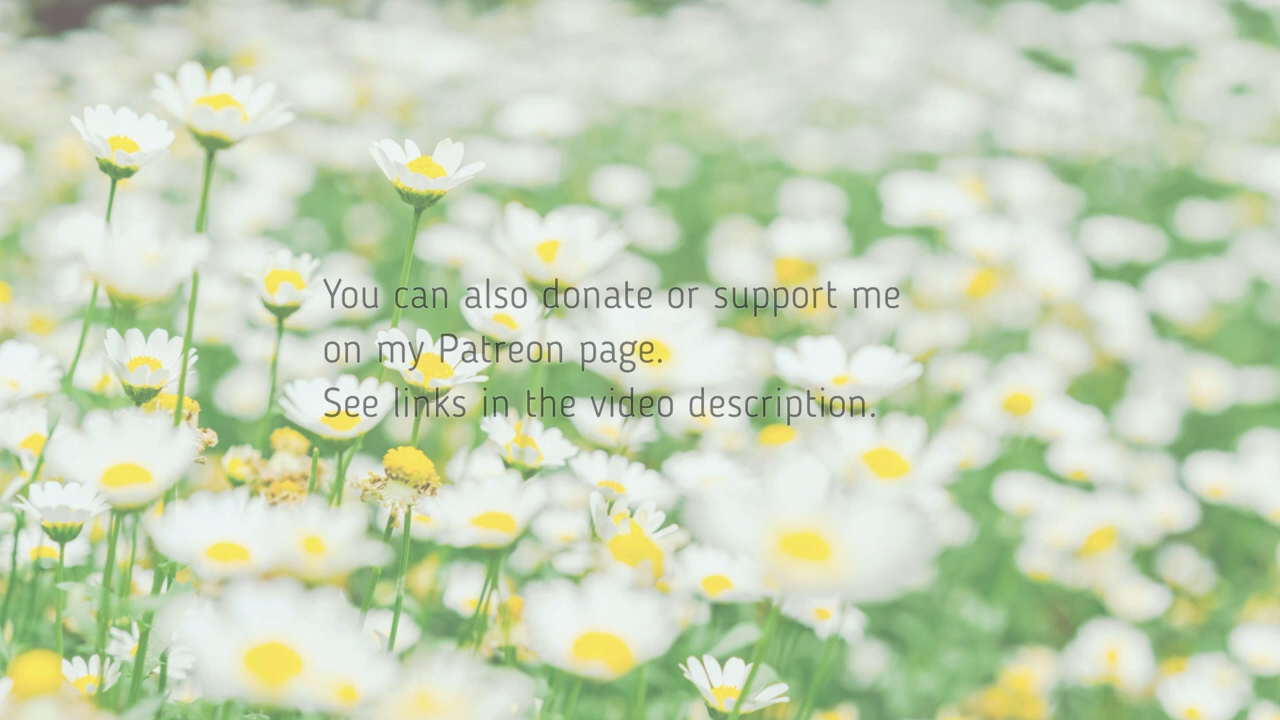 You can also donate or support me
on my Patreon page.
See links in the video description.